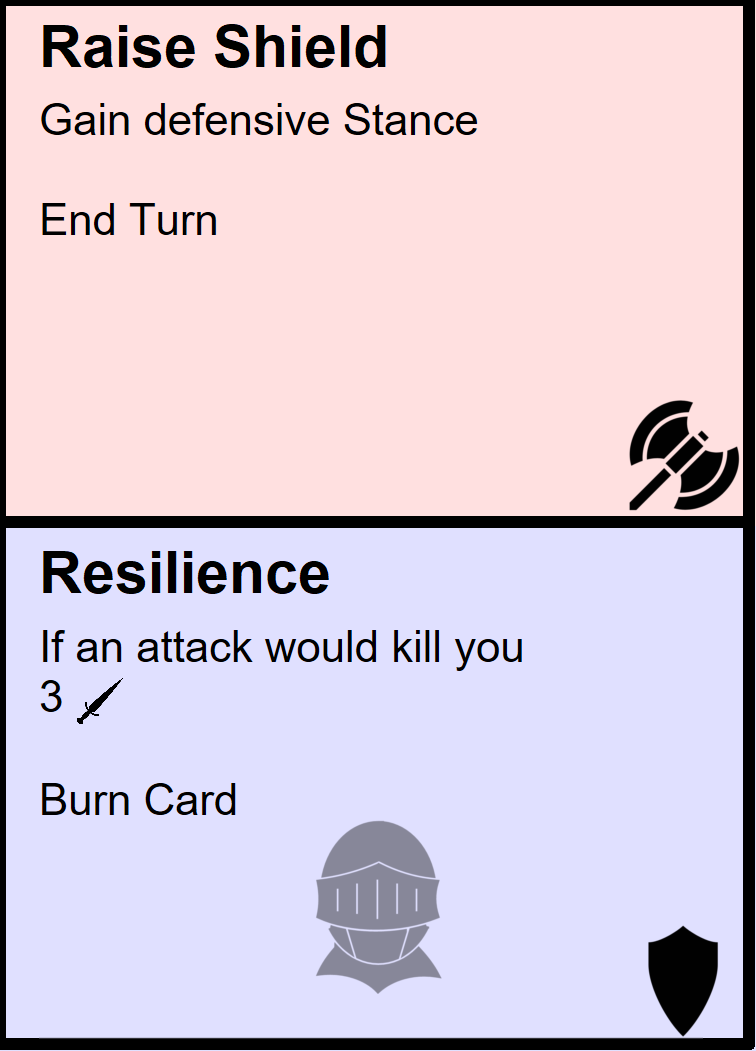 Raise Shield
Gain defensive Stance
End Turn
Resilience
If an attack would kill you
3
Burn Card